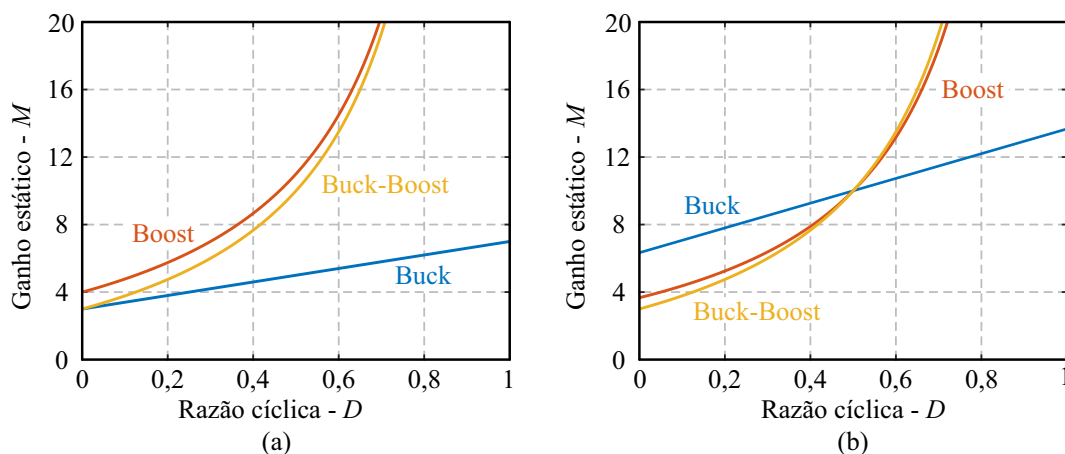 20
16
12
8
4
0
Ganho estático - M
Boost
Buck-Boost
Buck
0
0,2
0,4
0,6
0,8
1
Razão cíclica - D
(a)
20
16
12
8
4
0
Ganho estático - M
Boost
Buck
Buck-Boost
0
0,2
0,4
0,6
0,8
1
Razão cíclica - D
(b)